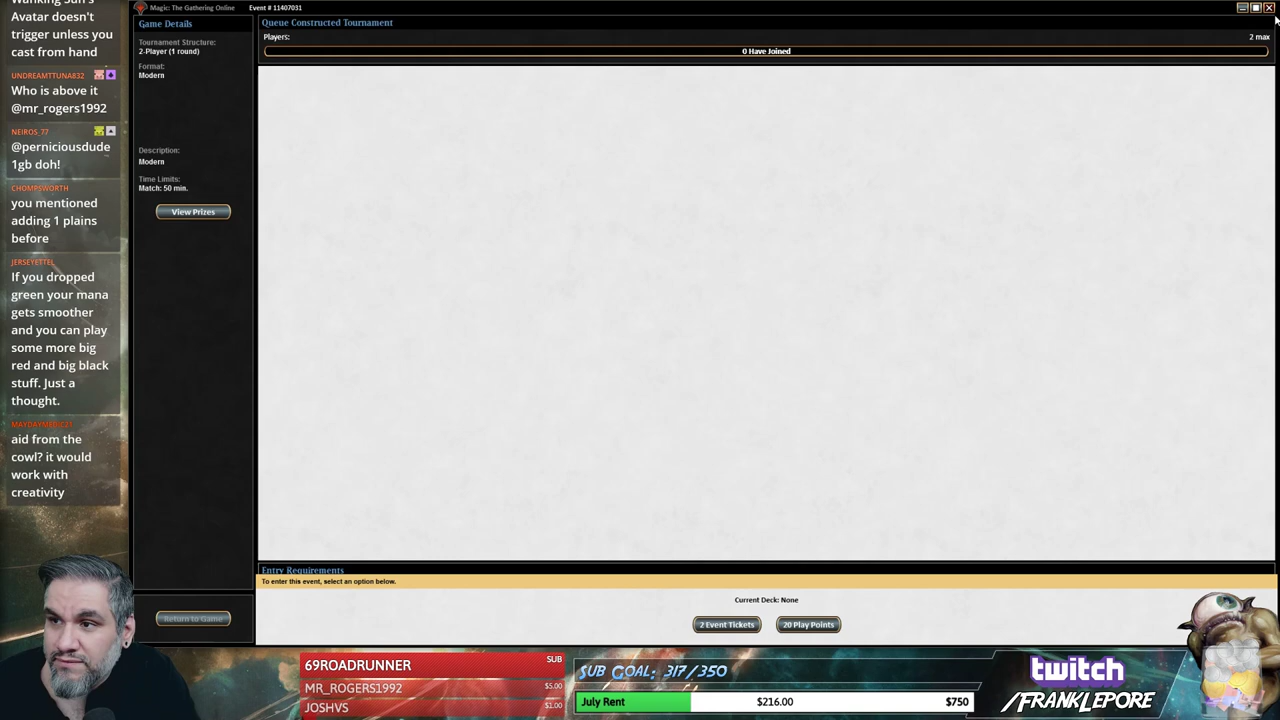 Wanking Sun's
Avatar doesn't
trigger unless you
cast from hand
UNDREAMTTUNA832
Who is above it
@mr_rogers1992
NEIROS_77
@perniciousdude
1gb doh!
CHOMPSWORTH
you mentioned
adding 1 plains
before
JERSEYETTEL
If you dropped
green your mana
gets smoother
and you can play
some more big
red and big black
stuff. Just a
thought.
aid from the
cowl? it would
work with
creativity
Magic: The Gathering Online Event # 11407031
Game Details
Tournament Structure:
2-Player (1 round)
Format:
Modern
Description:
Modern
Time Limits:
Match: 50 min.
View Prizes
Return to Game
Queue Constructed Tournament
Players: 2 max
0 Have Joined
Entry Requirements
To enter this event, select an option below.
Current Deck: None
2 Event Tickets 20 Play Points
69ROADRUNNER SUB
MR_ROGERS1992 $5.00
JOSHVS $1.00
SUB GOAL: 317/350
July Rent $216.00 $750
twitch
/FRANKLEPORE